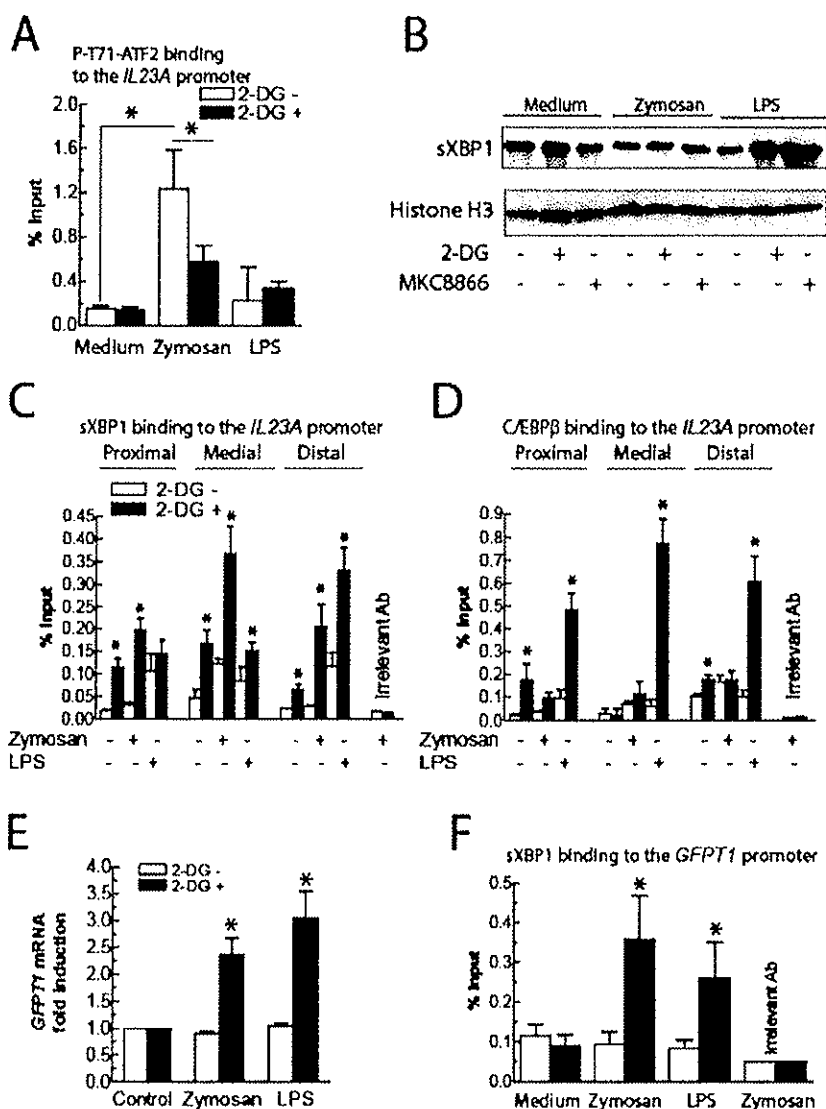 A
P-T71-ATF2 binding
to the IL23A promoter
2-DG -
2-DG +
*
*
% Input
2.0
1.6
1.2
0.8
0.4
0.0
Medium Zymosan LPS
B
Medium Zymosan LPS
sXBP1
Histone H3
2-DG - + - - + - - + -
MKC8866 - - + - - + - - +
C
sXBP1 binding to the IL23A promoter
Proximal Medial Distal
2-DG -
2-DG +
% Input
0.45
0.40
0.35
0.30
0.25
0.20
0.15
0.10
0.05
0.00
* * * * * * *
Irrelevant Ab
Zymosan - + - - + - - + - +
LPS - - + - - + - - + -
D
C/EBPβ binding to the IL23A promoter
Proximal Medial Distal
% Input
0.9
0.8
0.7
0.6
0.5
0.4
0.3
0.2
0.1
0.0
* * * * *
Irrelevant Ab
Zymosan - + - - + - - + - +
LPS - - + - - + - - + -
E
2-DG -
2-DG +
GFPT1 mRNA
fold induction
4.0
3.5
3.0
2.5
2.0
1.5
1.0
0.5
0.0
* *
Control Zymosan LPS
F
sXBP1 binding to the GFPT1 promoter
% Input
0.5
0.4
0.3
0.2
0.1
0.0
* *
Irrelevant Ab
Medium Zymosan LPS Zymosan